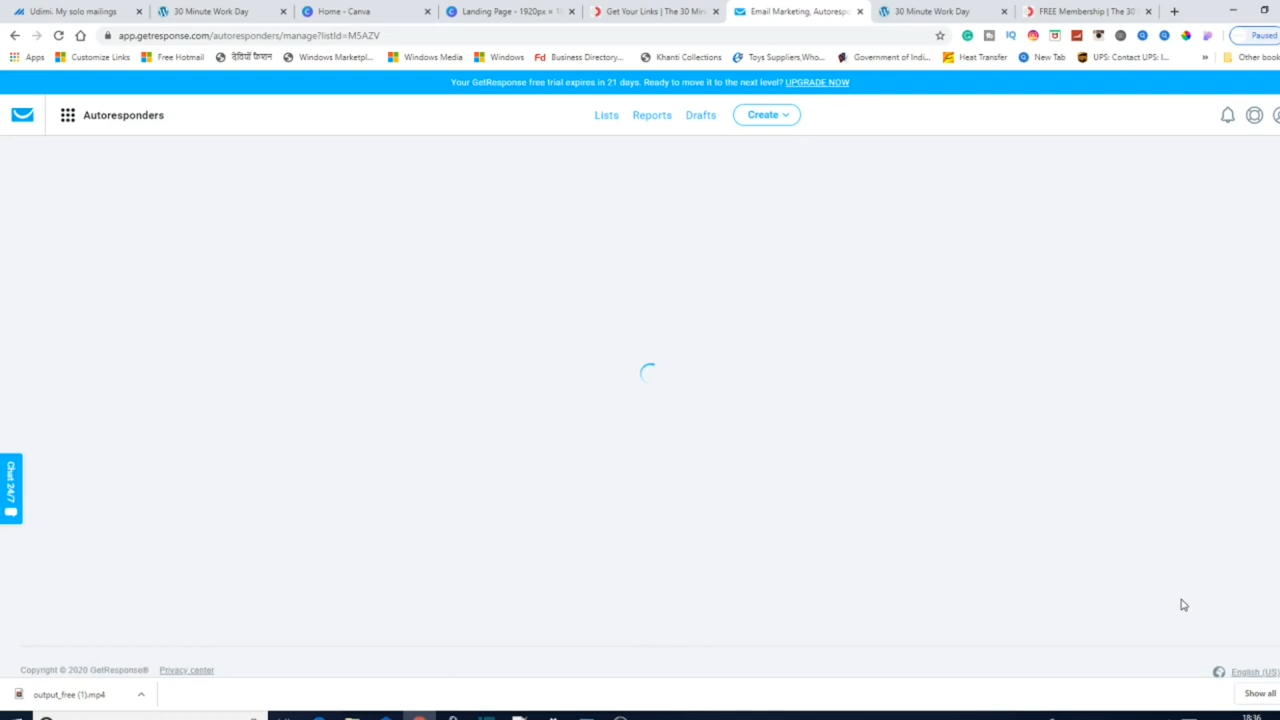 Udimi. My solo mailings
30 Minute Work Day
Home - Canva
Landing Page - 1920px × 1
Get Your Links | The 30 Min
Email Marketing, Autorespo
30 Minute Work Day
FREE Membership | The 30
app.getresponse.com/autoresponders/manage?listId=M5AZV
Paused
Apps
Customize Links
Free Hotmail
देवियों फैशन
Windows Marketpl...
Windows Media
Windows
Business Directory...
Khanti Collections
Toys Suppliers,Who...
Government of Indi...
Heat Transfer
New Tab
UPS: Contact UPS: I...
»
Other book
Your GetResponse free trial expires in 21 days. Ready to move it to the next level? UPGRADE NOW
Autoresponders
Lists
Reports
Drafts
Create
Chat 24/7
Copyright © 2020 GetResponse®
Privacy center
English (US)
output_free (1).mp4
Show all
18:36